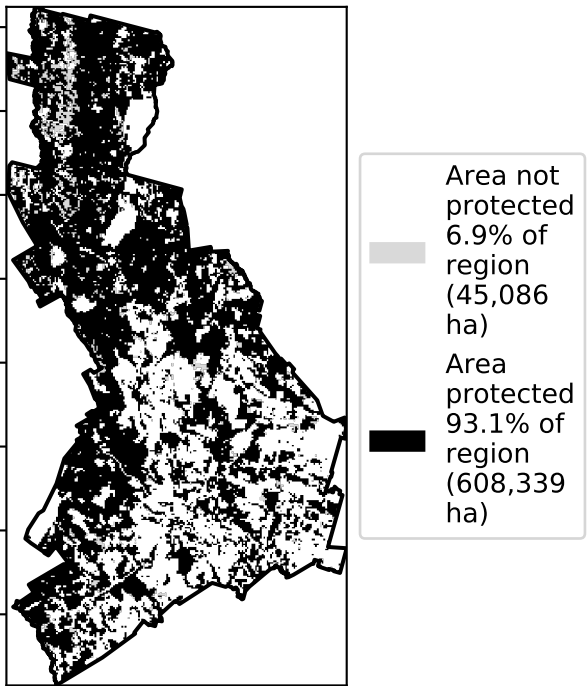 Area not
protected
6.9% of
region
(45,086
ha)
Area
protected
93.1% of
region
(608,339
ha)